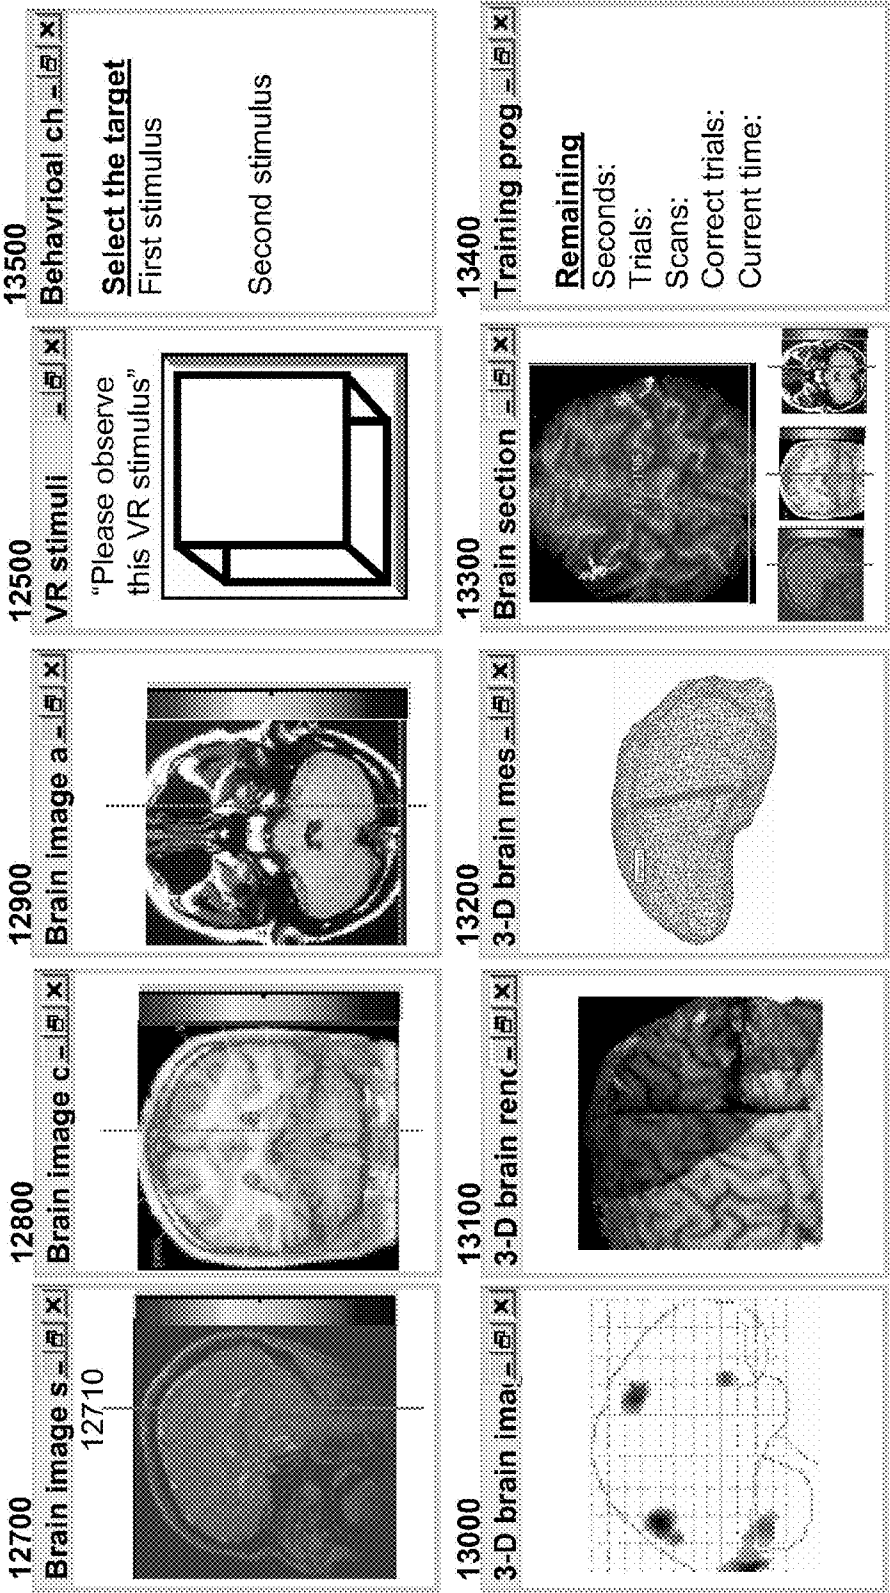 12700
Brain image s
12710
12800
Brain image c
12900
Brain image a
12500
VR stimuli
“Please observe
this VR stimulus”
13500
Behavrioal ch
Select the target
First stimulus
Second stimulus
13000
3-D brain imag
13100
3-D brain rend
13200
3-D brain mes
13300
Brain section
13400
Training prog
Remaining
Seconds:
Trials:
Scans:
Correct trials:
Current time: